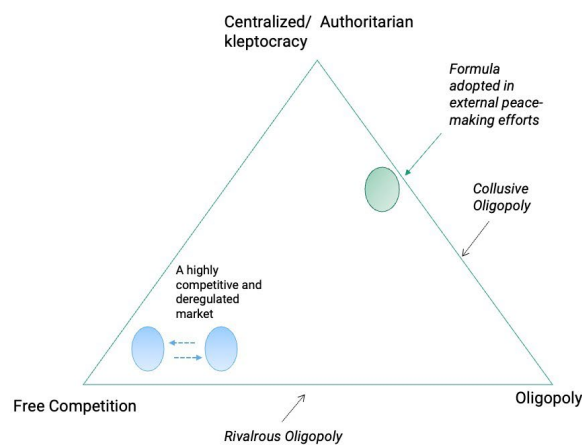 Centralized/ Authoritarian
kleptocracy
Formula
adopted in
external peace-
making efforts
Collusive
Oligopoly
A highly
competitive and
deregulated
market
Free Competition
Oligopoly
Rivalrous Oligopoly